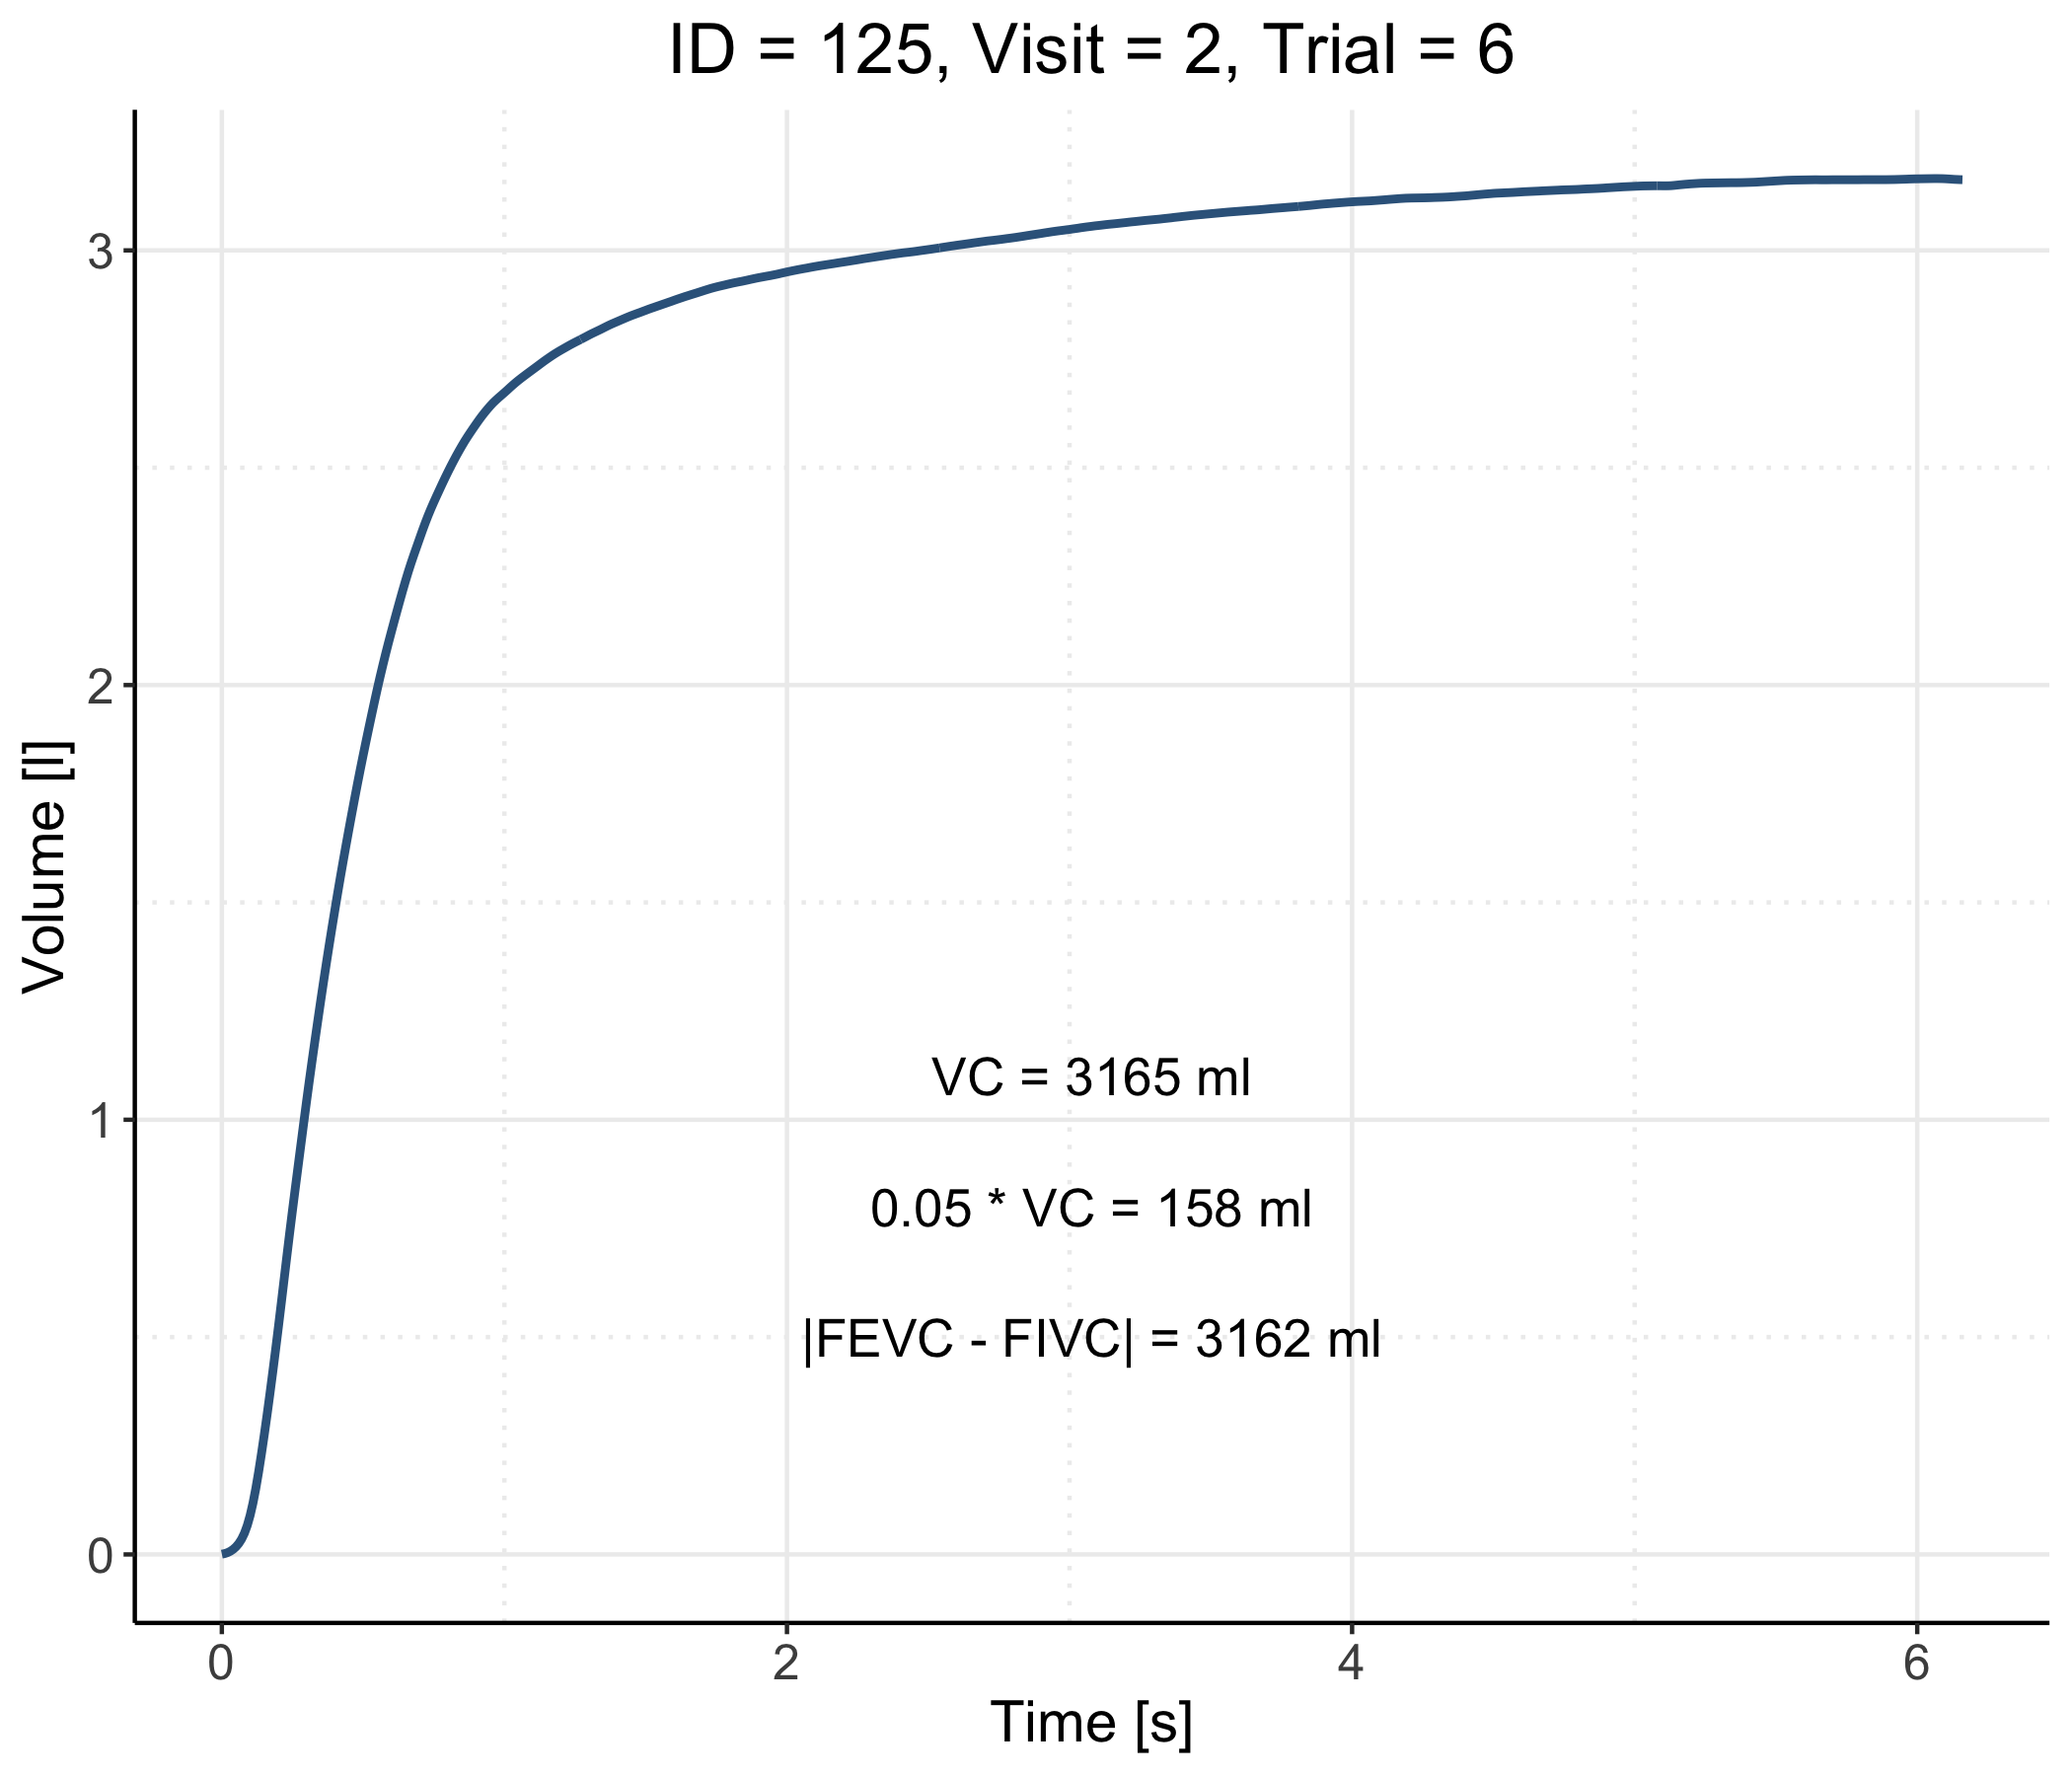 ID = 125, Visit = 2, Trial = 6
3
2
1
0
Volume [l]
VC = 3165 ml
0.05 * VC = 158 ml
|FEVC - FIVC| = 3162 ml
0 2 4 6
Time [s]